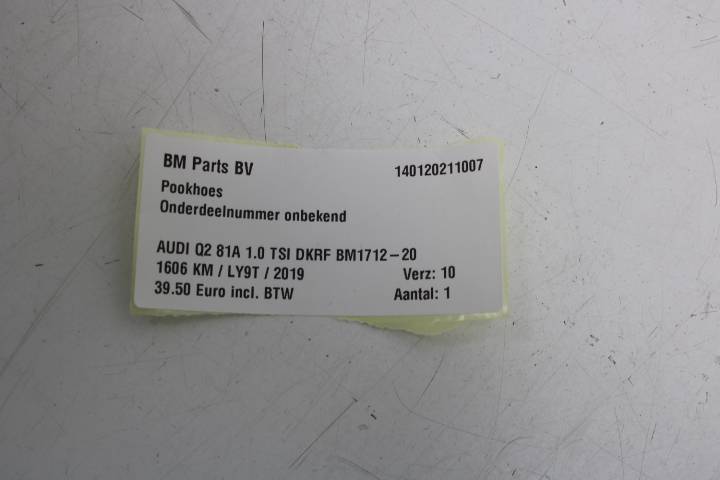 BM Parts BV 140120211007
Pookhoes
Onderdeelnummer onbekend
AUDI Q2 81A 1.0 TSI DKRF BM1712-20
1606 KM / LY9T / 2019 Verz: 10
39.50 Euro incl. BTW Aantal: 1